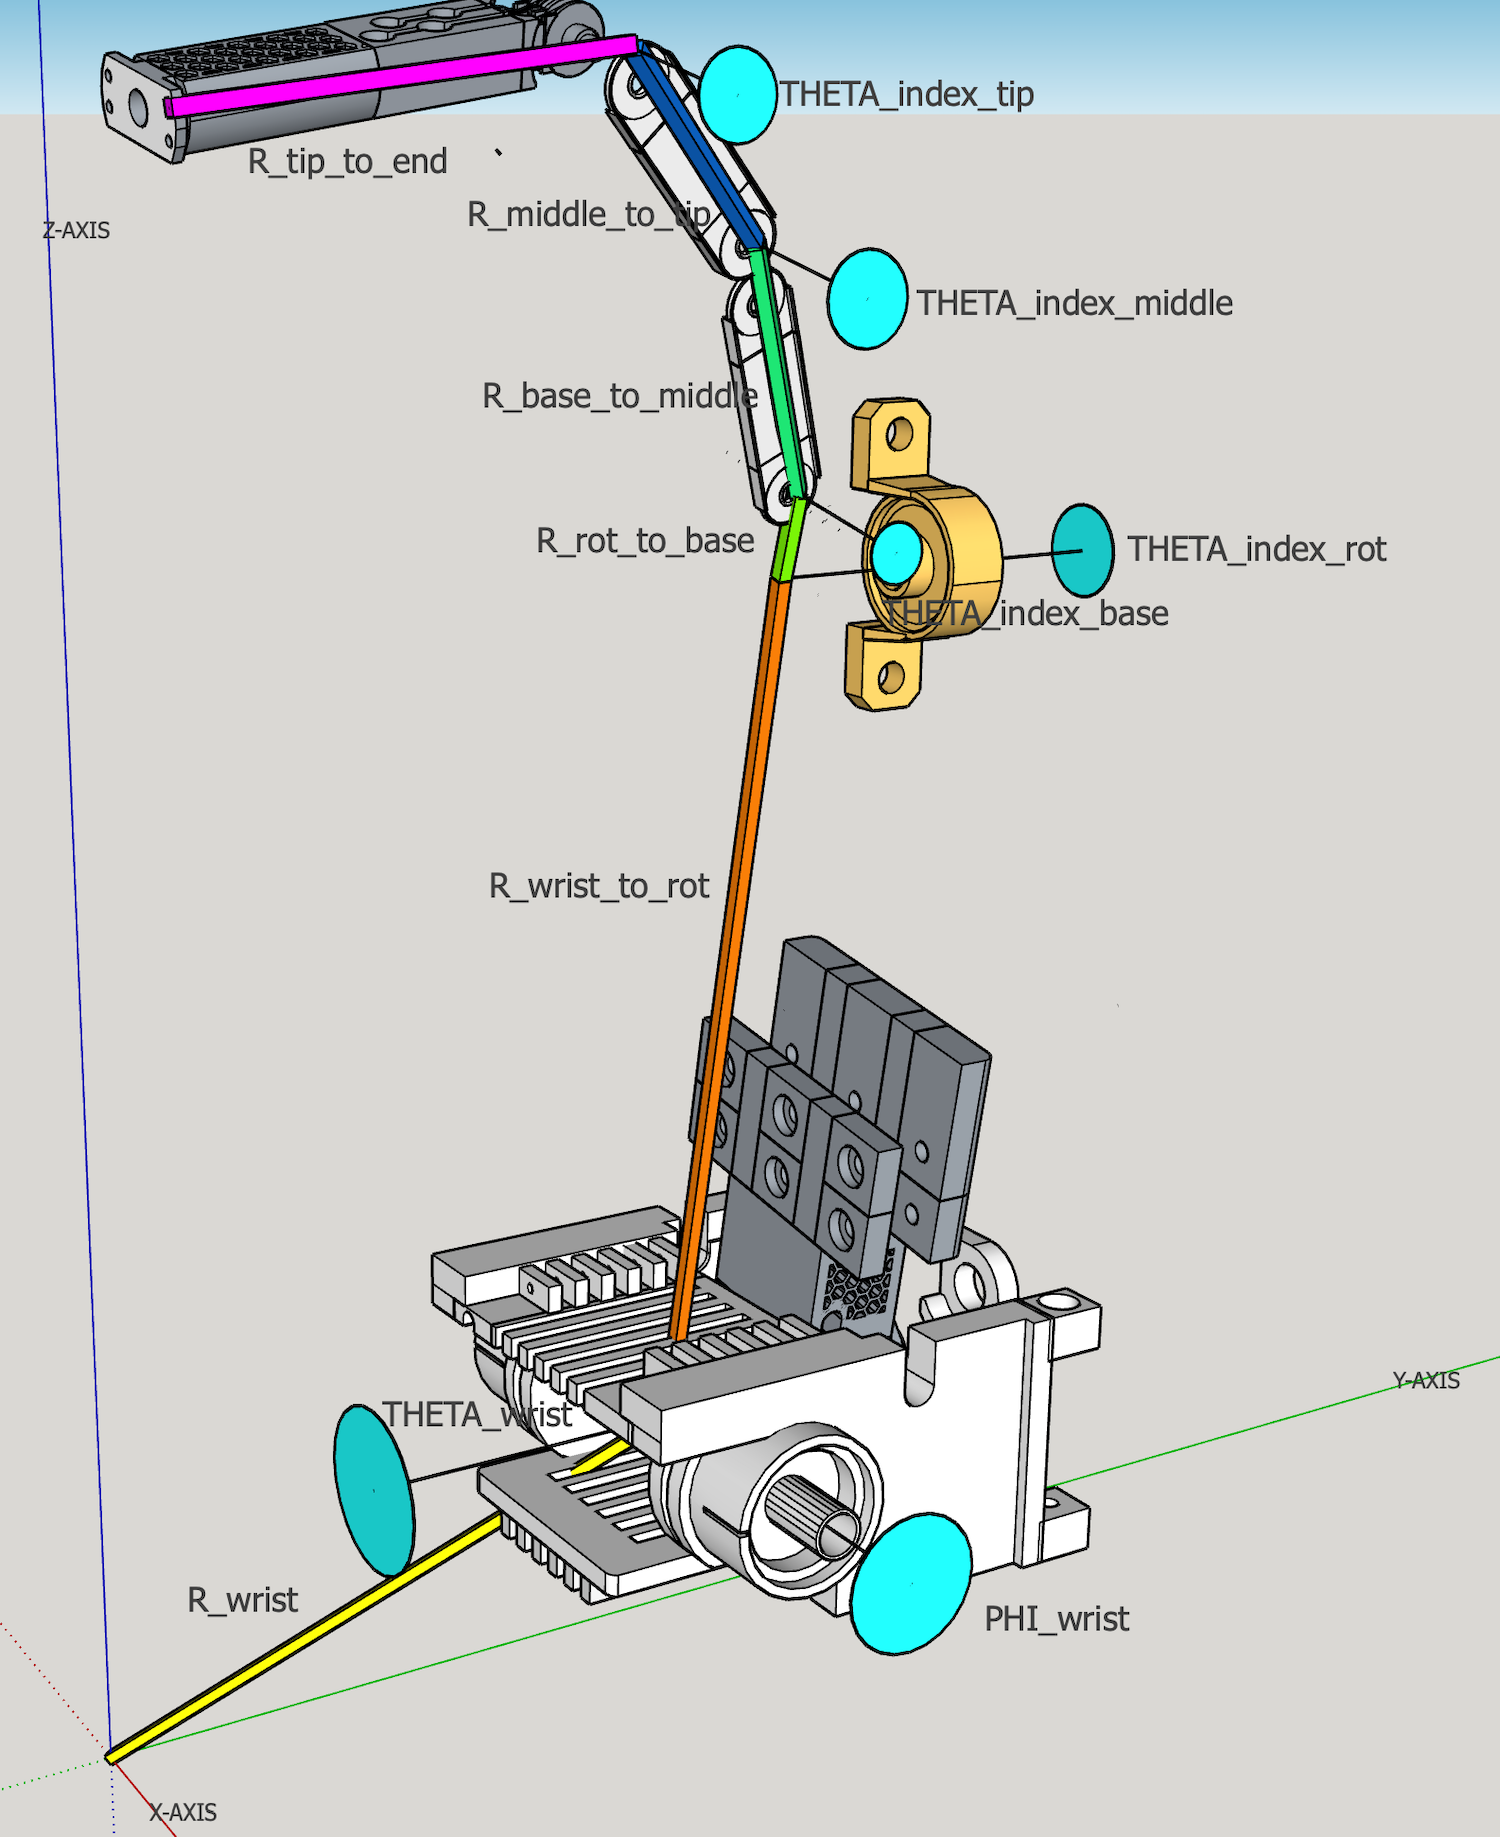 THETA_index_tip
R_tip_to_end
R_middle_to_tip
Z-AXIS
THETA_index_middle
R_base_to_middle
R_rot_to_base
THETA_index_rot
THETA_index_base
R_wrist_to_rot
Y-AXIS
THETA_wrist
R_wrist
PHI_wrist
X-AXIS